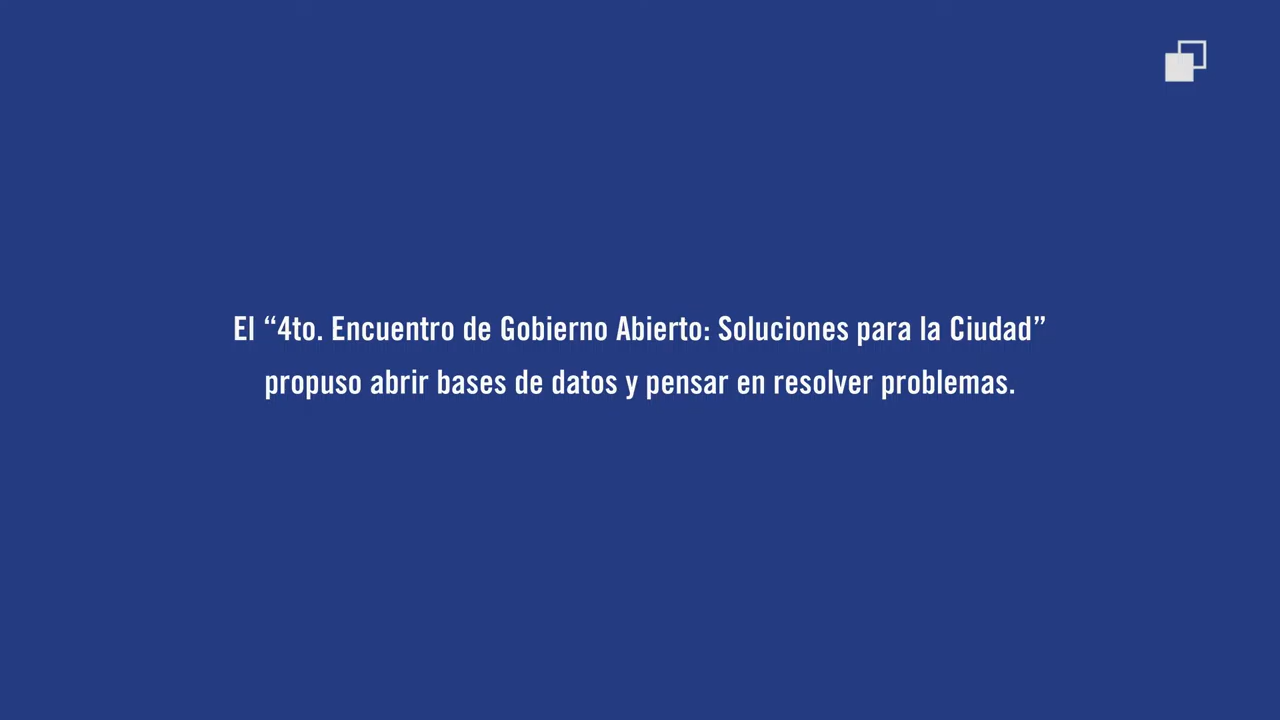 El “4to. Encuentro de Gobierno Abierto: Soluciones para la Ciudad”
propuso abrir bases de datos y pensar en resolver problemas.